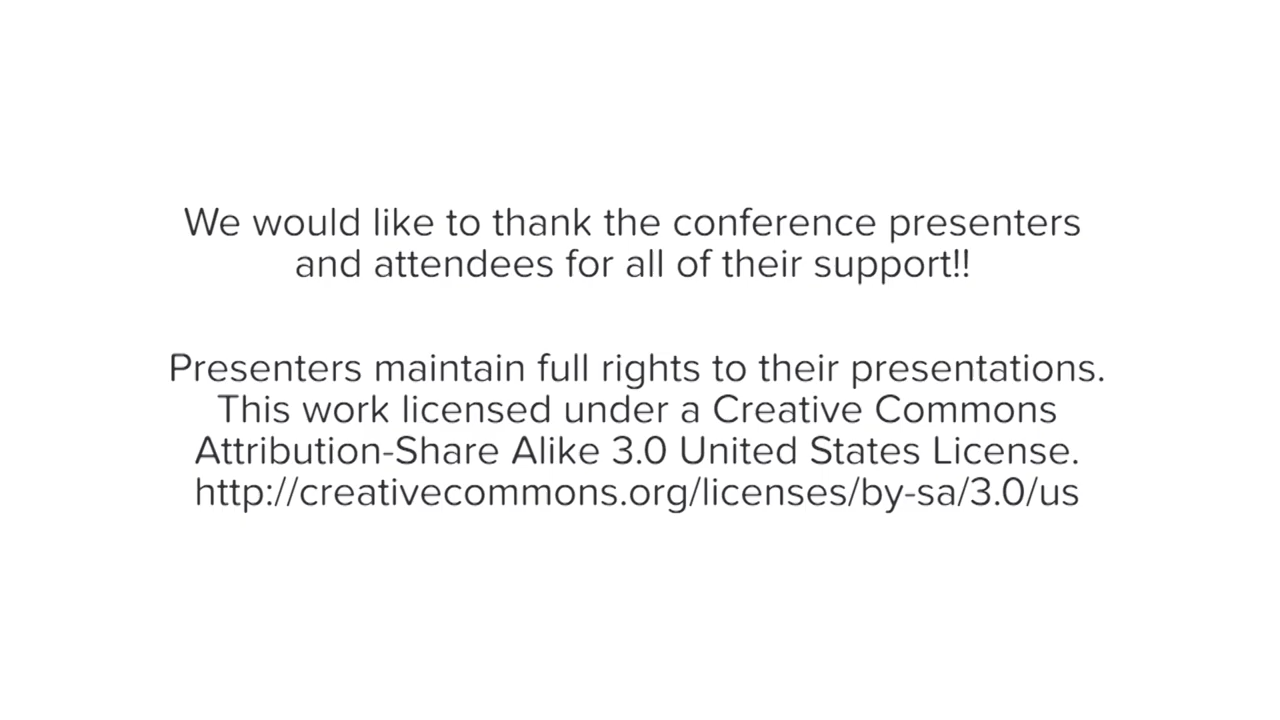 We would like to thank the conference presenters
and attendees for all of their support!!
Presenters maintain full rights to their presentations.
This work licensed under a Creative Commons
Attribution-Share Alike 3.0 United States License.
http://creativecommons.org/licenses/by-sa/3.0/us